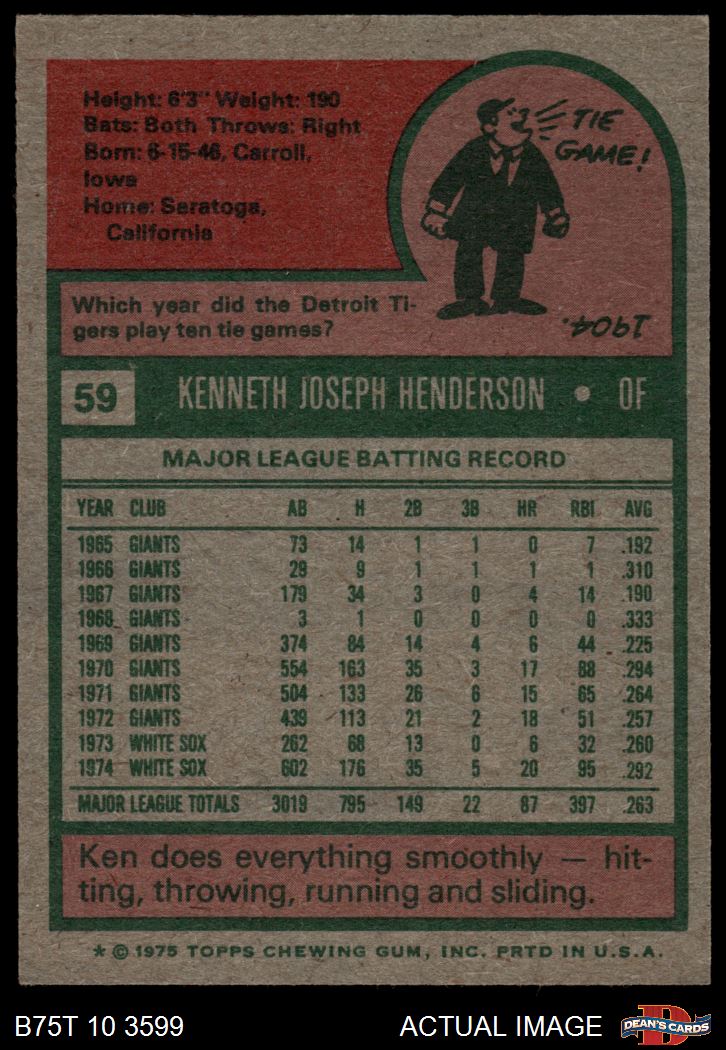 Height: 6'3" Weight: 190
Bats: Both Throws: Right
Born: 6-15-46, Carroll,
Iowa
Home: Saratoga,
California
TIE
GAME!
Which year did the Detroit Ti-
gers play ten tie games?
1904.
59 KENNETH JOSEPH HENDERSON • OF
MAJOR LEAGUE BATTING RECORD
YEAR CLUB AB H 2B 3B HR RBI AVG
1965 GIANTS 73 14 1 1 0 7 .192
1966 GIANTS 29 9 1 1 1 1 .310
1967 GIANTS 179 34 3 0 4 14 .190
1968 GIANTS 3 1 0 0 0 0 .333
1969 GIANTS 374 84 14 4 6 44 .225
1970 GIANTS 554 163 35 3 17 88 .294
1971 GIANTS 504 133 26 6 15 65 .264
1972 GIANTS 439 113 21 2 18 51 .257
1973 WHITE SOX 262 68 13 0 6 32 .260
1974 WHITE SOX 602 176 35 5 20 95 .292
MAJOR LEAGUE TOTALS 3019 795 149 22 87 397 .263
Ken does everything smoothly — hit-
ting, throwing, running and sliding.
* © 1975 TOPPS CHEWING GUM, INC. PRTD IN U.S.A.
B75T 10 3599 ACTUAL IMAGE D DEAN'S CARDS